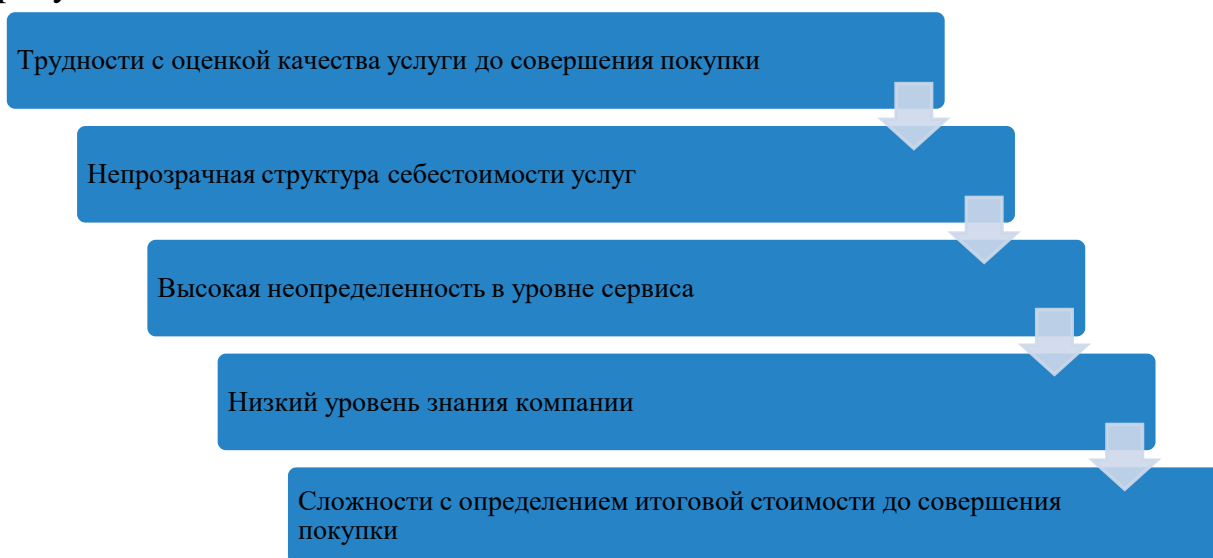 Трудности с оценкой качества услуги до совершения покупки
Непрозрачная структура себестоимости услуг
Высокая неопределенность в уровне сервиса
Низкий уровень знания компании
Сложности с определением итоговой стоимости до совершения
покупки